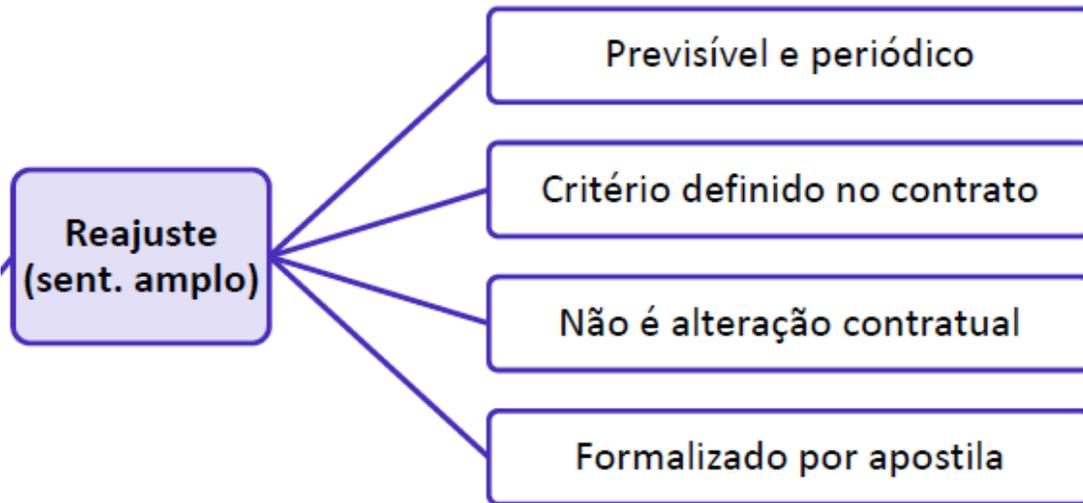 Previsível e periódico
Critério definido no contrato
Reajuste
(sent. amplo)
Não é alteração contratual
Formalizado por apostila